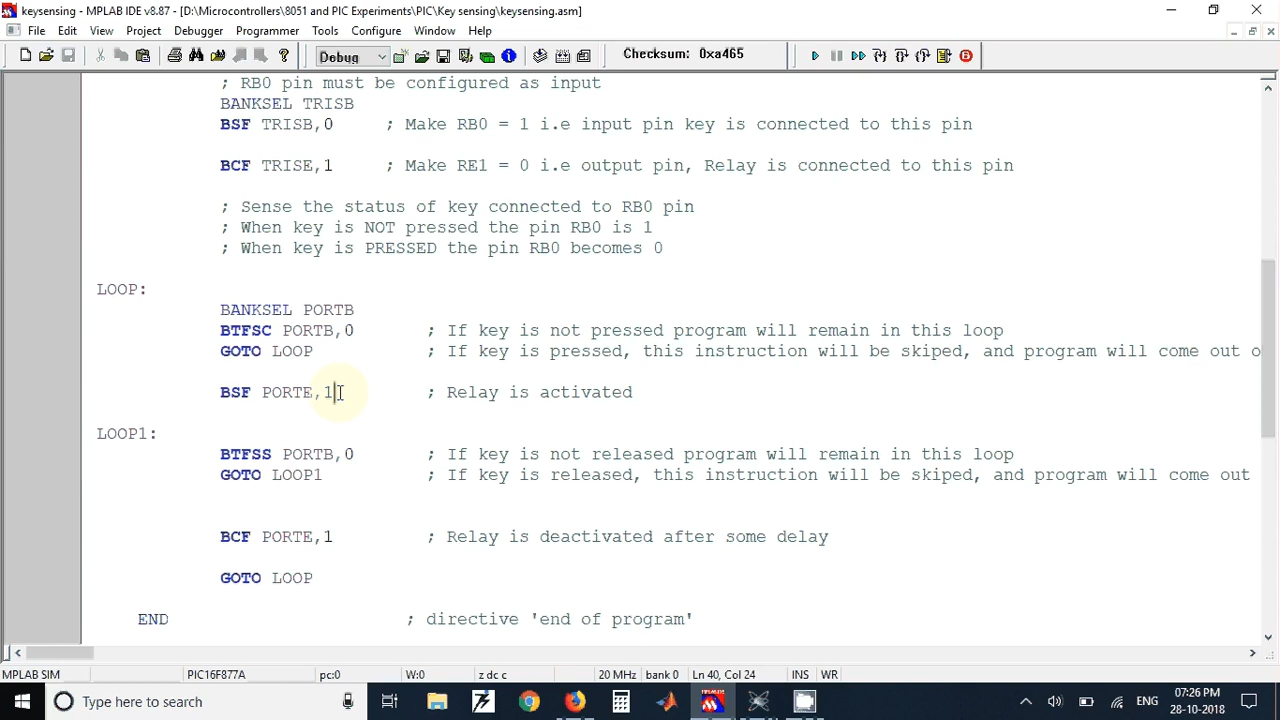 keysensing - MPLAB IDE v8.87 - [D:\Microcontrollers\8051 and PIC Experiments\PIC\Key sensing\keysensing.asm]
File Edit View Project Debugger Programmer Tools Configure Window Help
Debug Checksum: 0xa465
; RB0 pin must be configured as input
BANKSEL TRISB
BSF TRISB,0 ; Make RB0 = 1 i.e input pin key is connected to this pin
BCF TRISE,1 ; Make RE1 = 0 i.e output pin, Relay is connected to this pin
; Sense the status of key connected to RB0 pin
; When key is NOT pressed the pin RB0 is 1
; When key is PRESSED the pin RB0 becomes 0
LOOP:
BANKSEL PORTB
BTFSC PORTB,0 ; If key is not pressed program will remain in this loop
GOTO LOOP ; If key is pressed, this instruction will be skiped, and program will come out o
BSF PORTE,1 ; Relay is activated
LOOP1:
BTFSS PORTB,0 ; If key is not released program will remain in this loop
GOTO LOOP1 ; If key is released, this instruction will be skiped, and program will come out
BCF PORTE,1 ; Relay is deactivated after some delay
GOTO LOOP
END ; directive 'end of program'
MPLAB SIM PIC16F877A pc:0 W:0 z dc c 20 MHz bank 0 Ln 40, Col 24 INS WR
Type here to search ENG 07:26 PM
28-10-2018